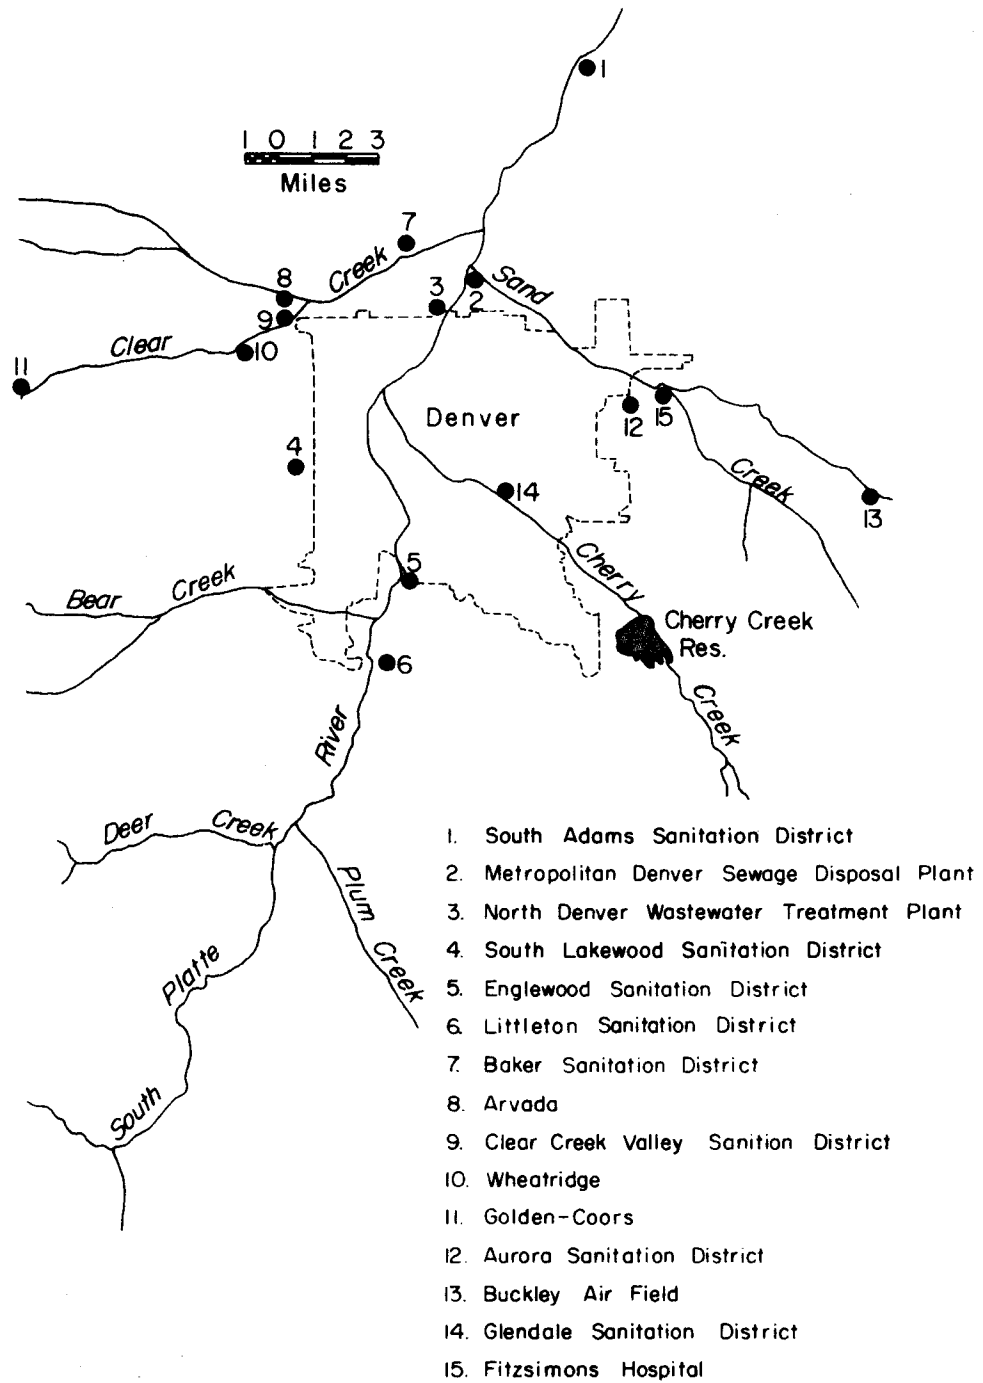 1
1 0 1 2 3
Miles
7
Creek
8
Sand
3
2
9
Clear
10
11
Denver
12
15
4
Creek
14
13
Cherry
5
Creek
Bear
Cherry Creek
Res.
6
Creek
River
Deer
Creek
Plum
Creek
Platte
South
1. South Adams Sanitation District
2. Metropolitan Denver Sewage Disposal Plant
3. North Denver Wastewater Treatment Plant
4. South Lakewood Sanitation District
5. Englewood Sanitation District
6. Littleton Sanitation District
7. Baker Sanitation District
8. Arvada
9. Clear Creek Valley Sanition District
10. Wheatridge
11. Golden-Coors
12. Aurora Sanitation District
13. Buckley Air Field
14. Glendale Sanitation District
15. Fitzsimons Hospital